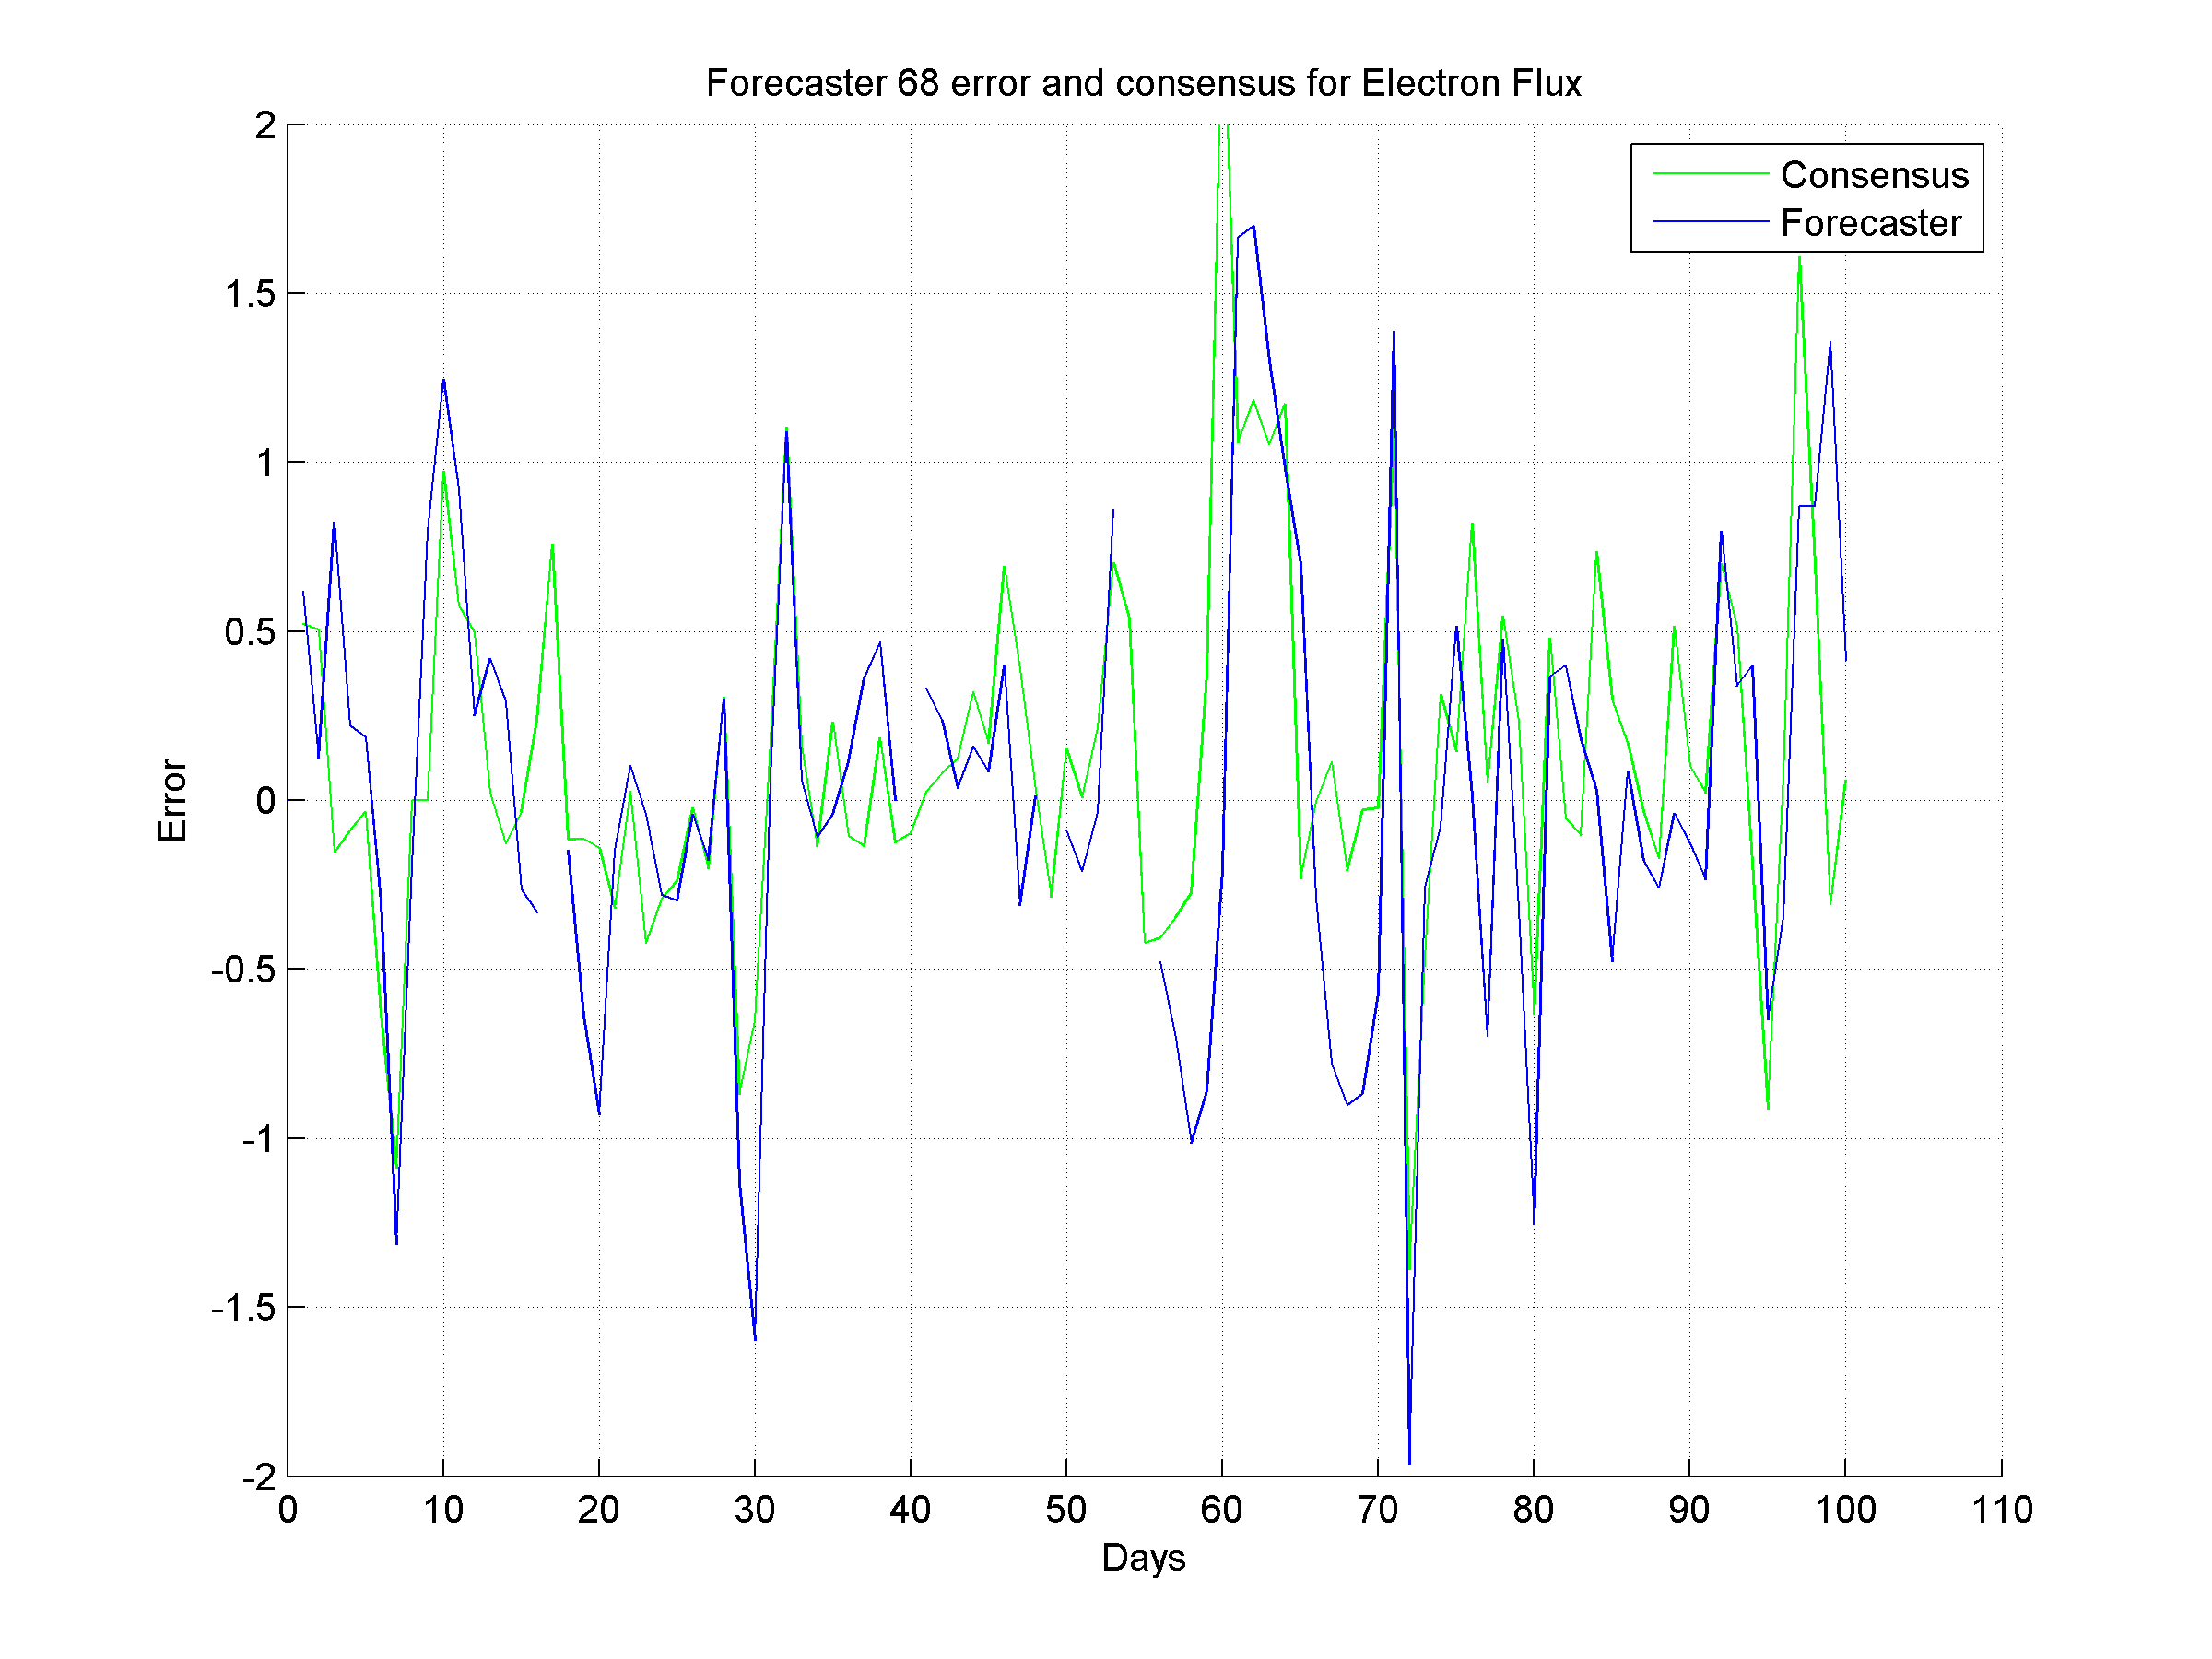 Forecaster 68 error and consensus for Electron Flux
2
1.5
1
0.5
0
-0.5
-1
-1.5
-2
Error
Consensus
Forecaster
0 10 20 30 40 50 60 70 80 90 100 110
Days